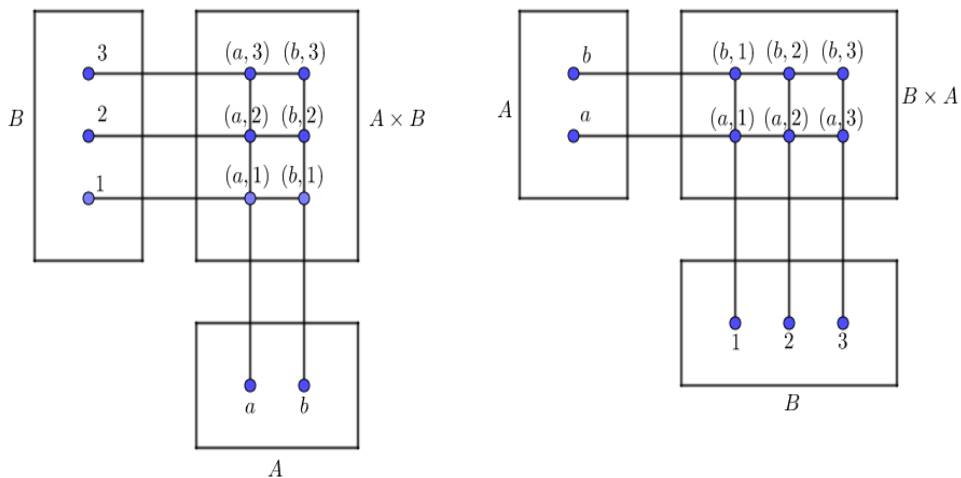 3
(a, 3) (b, 3)
B
2
(a, 2) (b, 2)
A × B
1
(a, 1) (b, 1)
a b
A
b
(b, 1) (b, 2) (b, 3)
A
a
(a, 1) (a, 2) (a, 3)
B × A
1 2 3
B